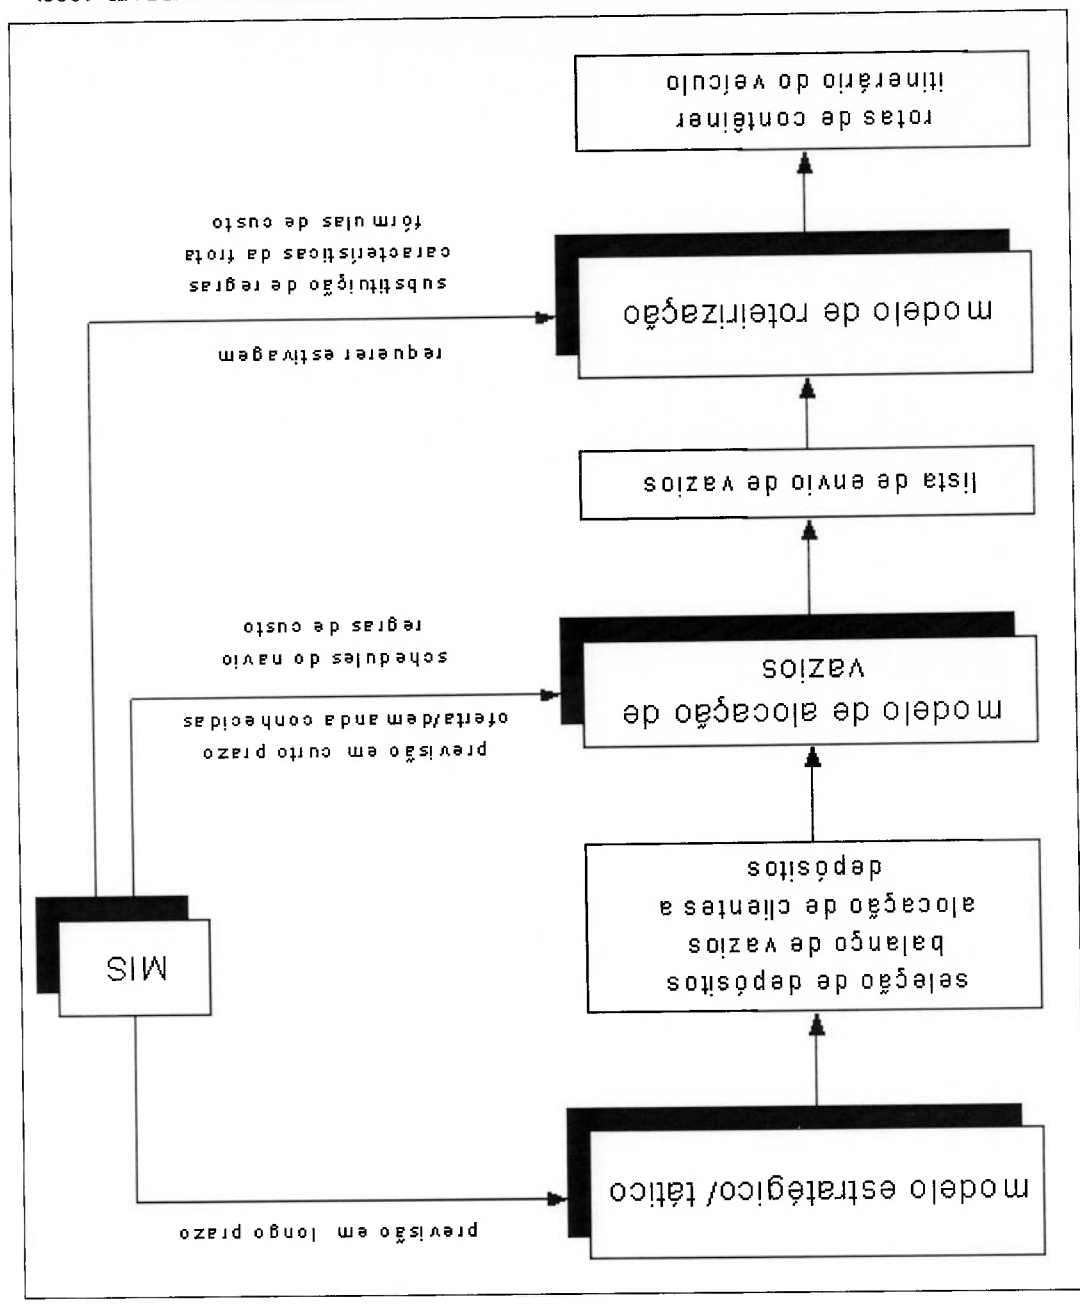 previsão em longo prazo
modelo estratégico/tático
MIS
seleção de depósitos
balanço de vazios
alocação de clientes a
depósitos
previsão em curto prazo
oferta/demanda conhecidas
schedules do navio
regras de custo
modelo de alocação de
vazios
lista de envio de vazios
requerer estivagem
substituição de regras
características da frota
fórmulas de custo
modelo de roteirização
rotas de contêiner
itinerário do veículo